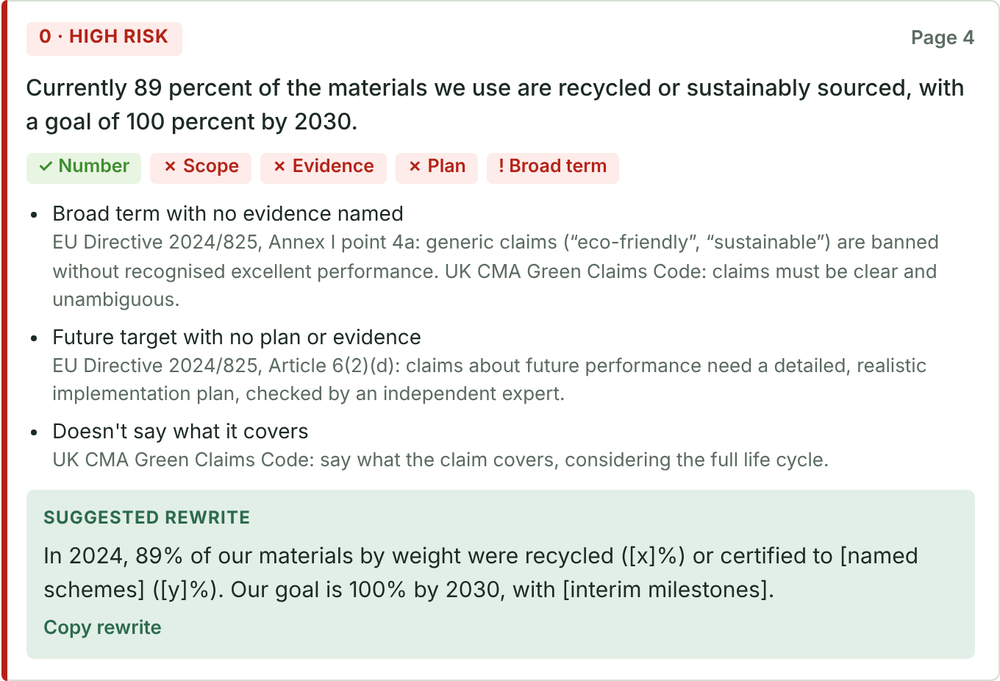 0 · HIGH RISK
Page 4
Currently 89 percent of the materials we use are recycled or sustainably sourced, with
a goal of 100 percent by 2030.
✓ Number × Scope × Evidence × Plan ! Broad term
• Broad term with no evidence named
EU Directive 2024/825, Annex I point 4a: generic claims (“eco-friendly”, “sustainable”) are banned
without recognised excellent performance. UK CMA Green Claims Code: claims must be clear and
unambiguous.
• Future target with no plan or evidence
EU Directive 2024/825, Article 6(2)(d): claims about future performance need a detailed, realistic
implementation plan, checked by an independent expert.
• Doesn't say what it covers
UK CMA Green Claims Code: say what the claim covers, considering the full life cycle.
SUGGESTED REWRITE
In 2024, 89% of our materials by weight were recycled ([x]%) or certified to [named
schemes] ([y]%). Our goal is 100% by 2030, with [interim milestones].
Copy rewrite